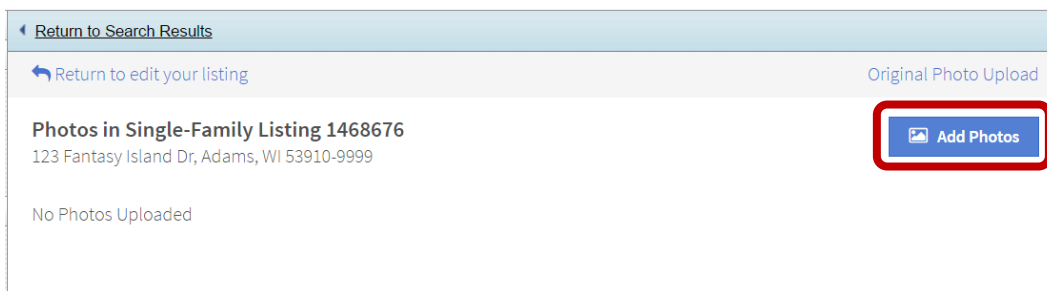 Return to Search Results
Return to edit your listing
Original Photo Upload
Photos in Single-Family Listing 1468676
Add Photos
123 Fantasy Island Dr, Adams, WI 53910-9999
No Photos Uploaded